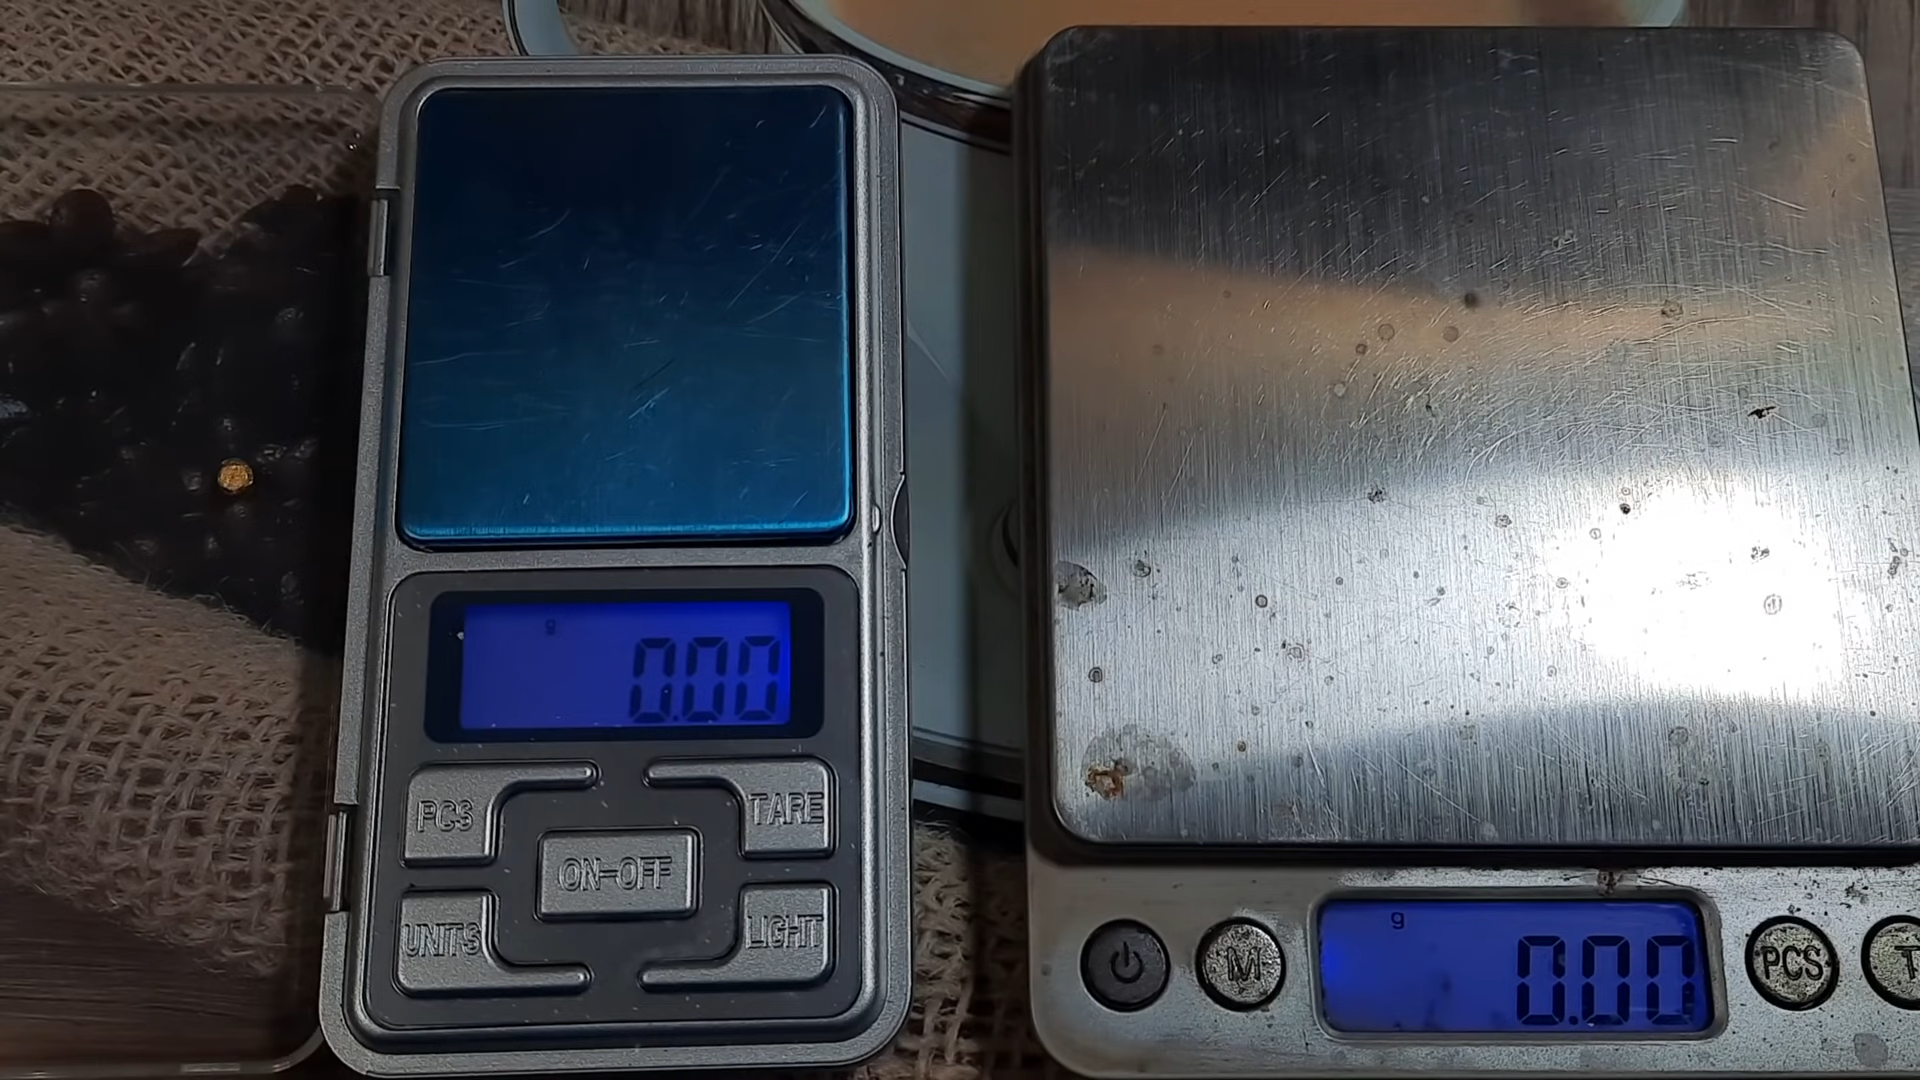 g
0.00
PCS
TARE
ON-OFF
UNITS
LIGHT
g
0.00
M
PCS
T